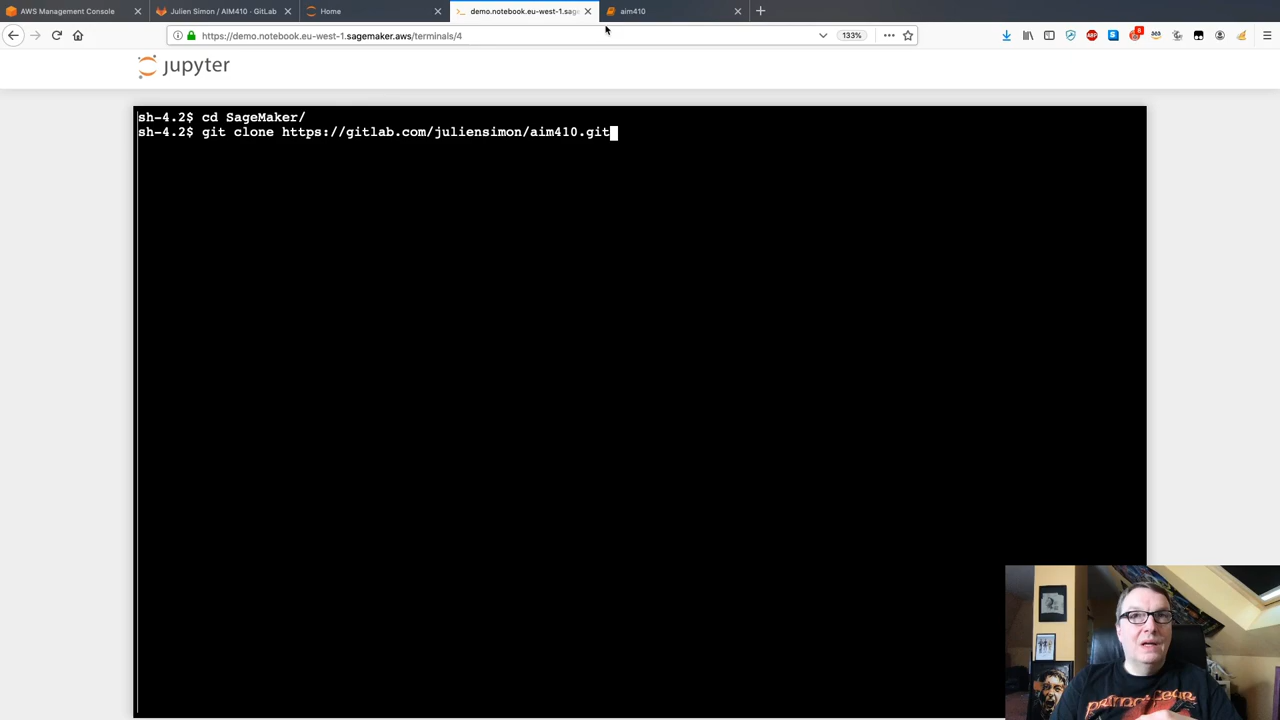 AWS Management Console
Julien Simon / AIM410 · GitLab
Home
demo.notebook.eu-west-1.sage
aim410
https://demo.notebook.eu-west-1.sagemaker.aws/terminals/4
133%
8
jupyter
sh-4.2$ cd SageMaker/
sh-4.2$ git clone https://gitlab.com/juliensimon/aim410.git